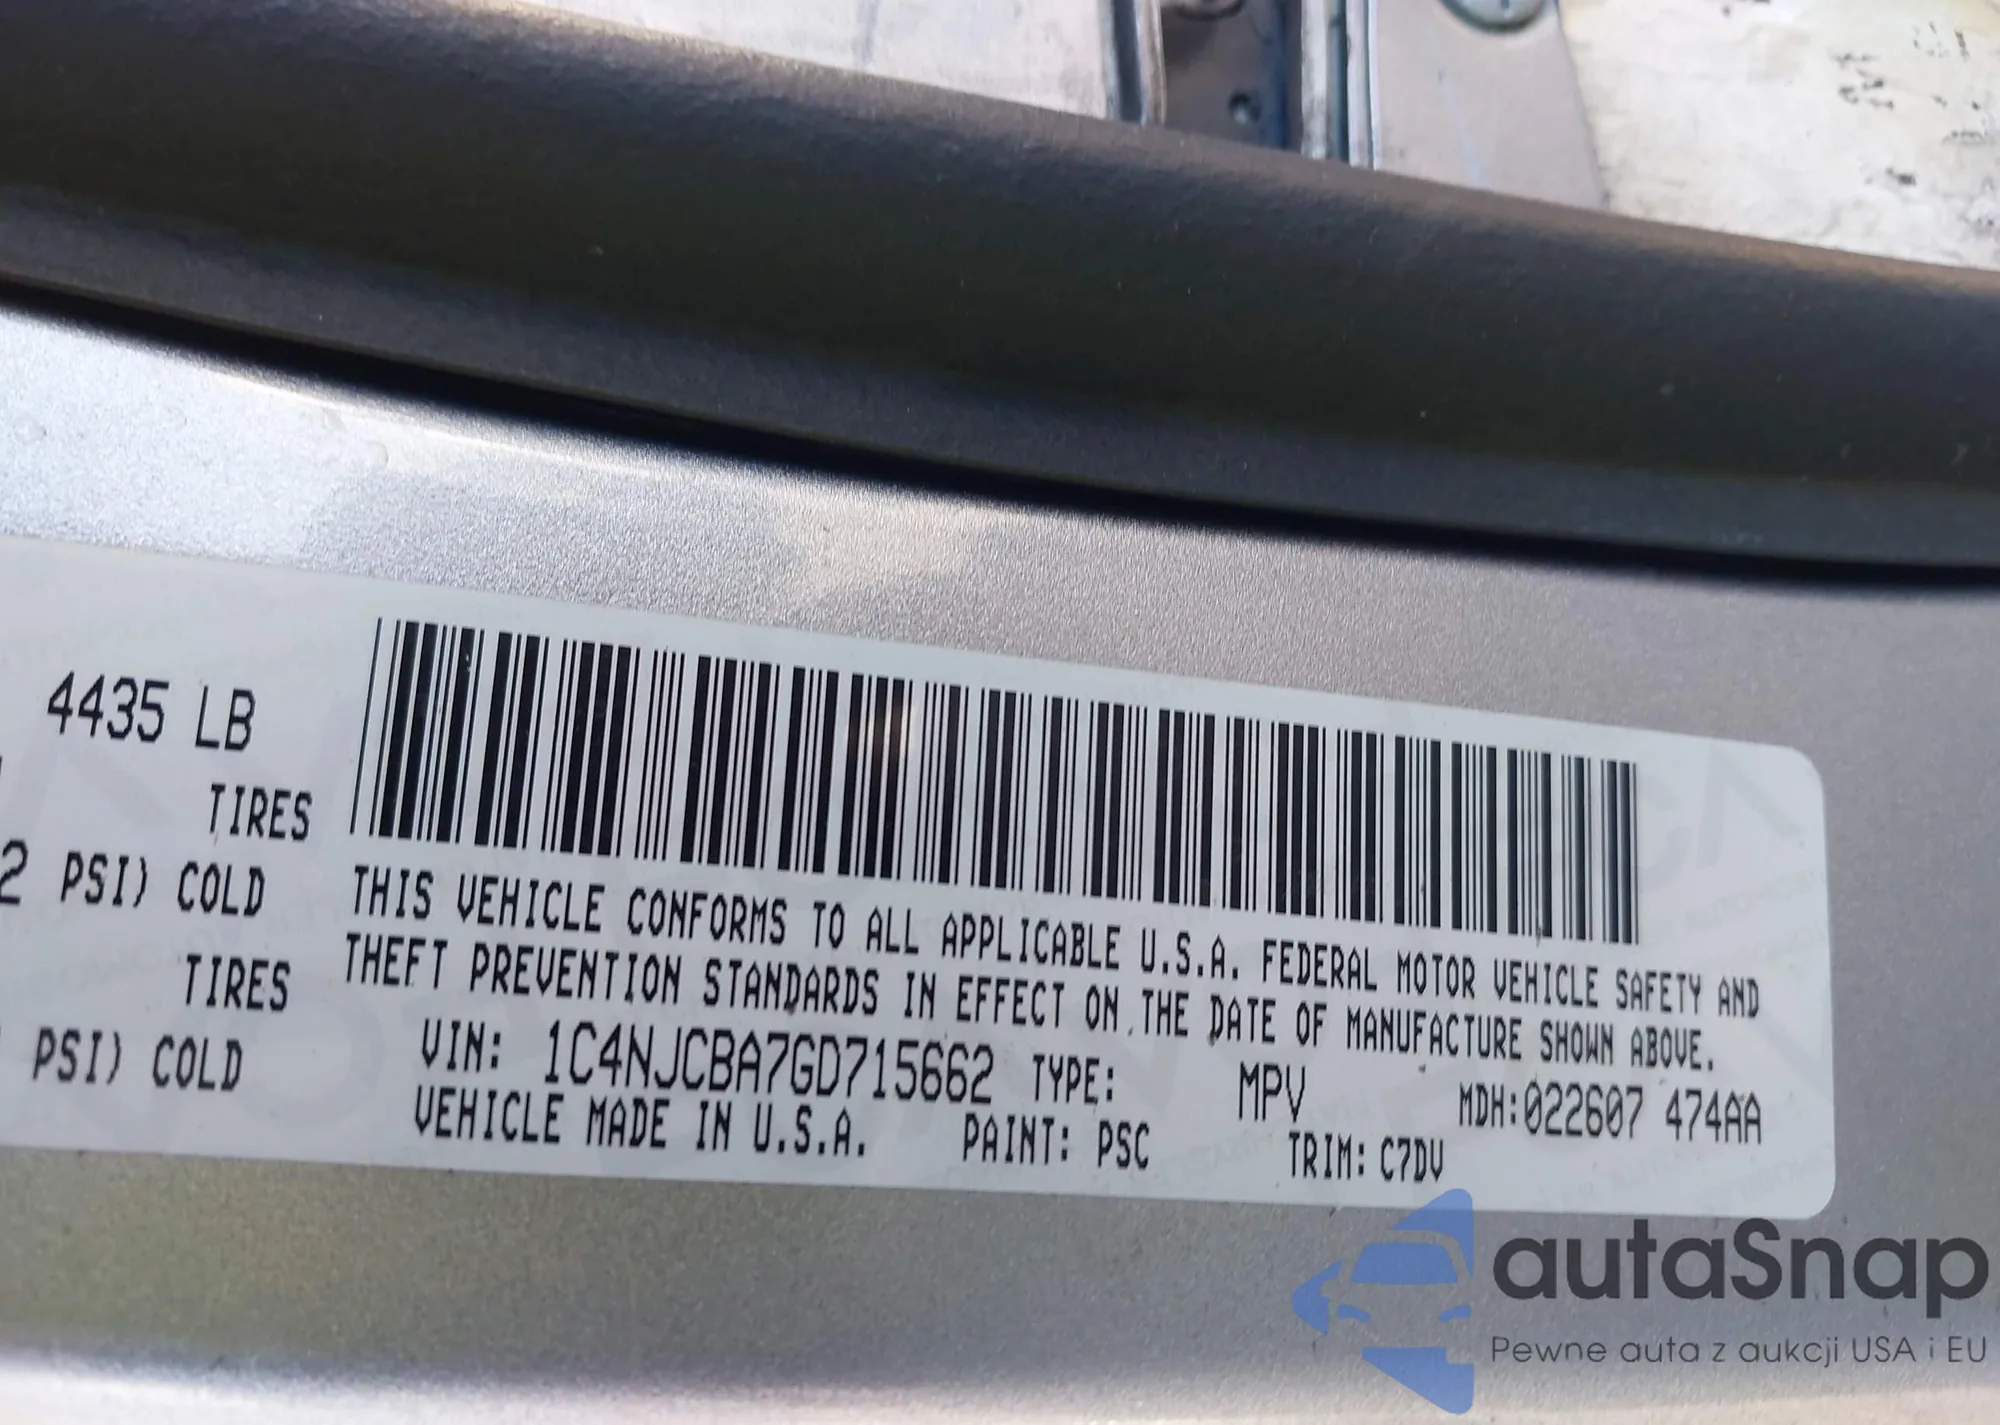 4435 LB
TIRES
2 PSI) COLD
TIRES
PSI) COLD
THIS VEHICLE CONFORMS TO ALL APPLICABLE U.S.A. FEDERAL MOTOR VEHICLE SAFETY AND
THEFT PREVENTION STANDARDS IN EFFECT ON THE DATE OF MANUFACTURE SHOWN ABOVE.
VIN: 1C4NJCBA7GD715662 TYPE: MPV MDH:022607 474AA
VEHICLE MADE IN U.S.A. PAINT: PSC TRIM: C7DV
autaSnap
Pewne auta z aukcji USA i EU